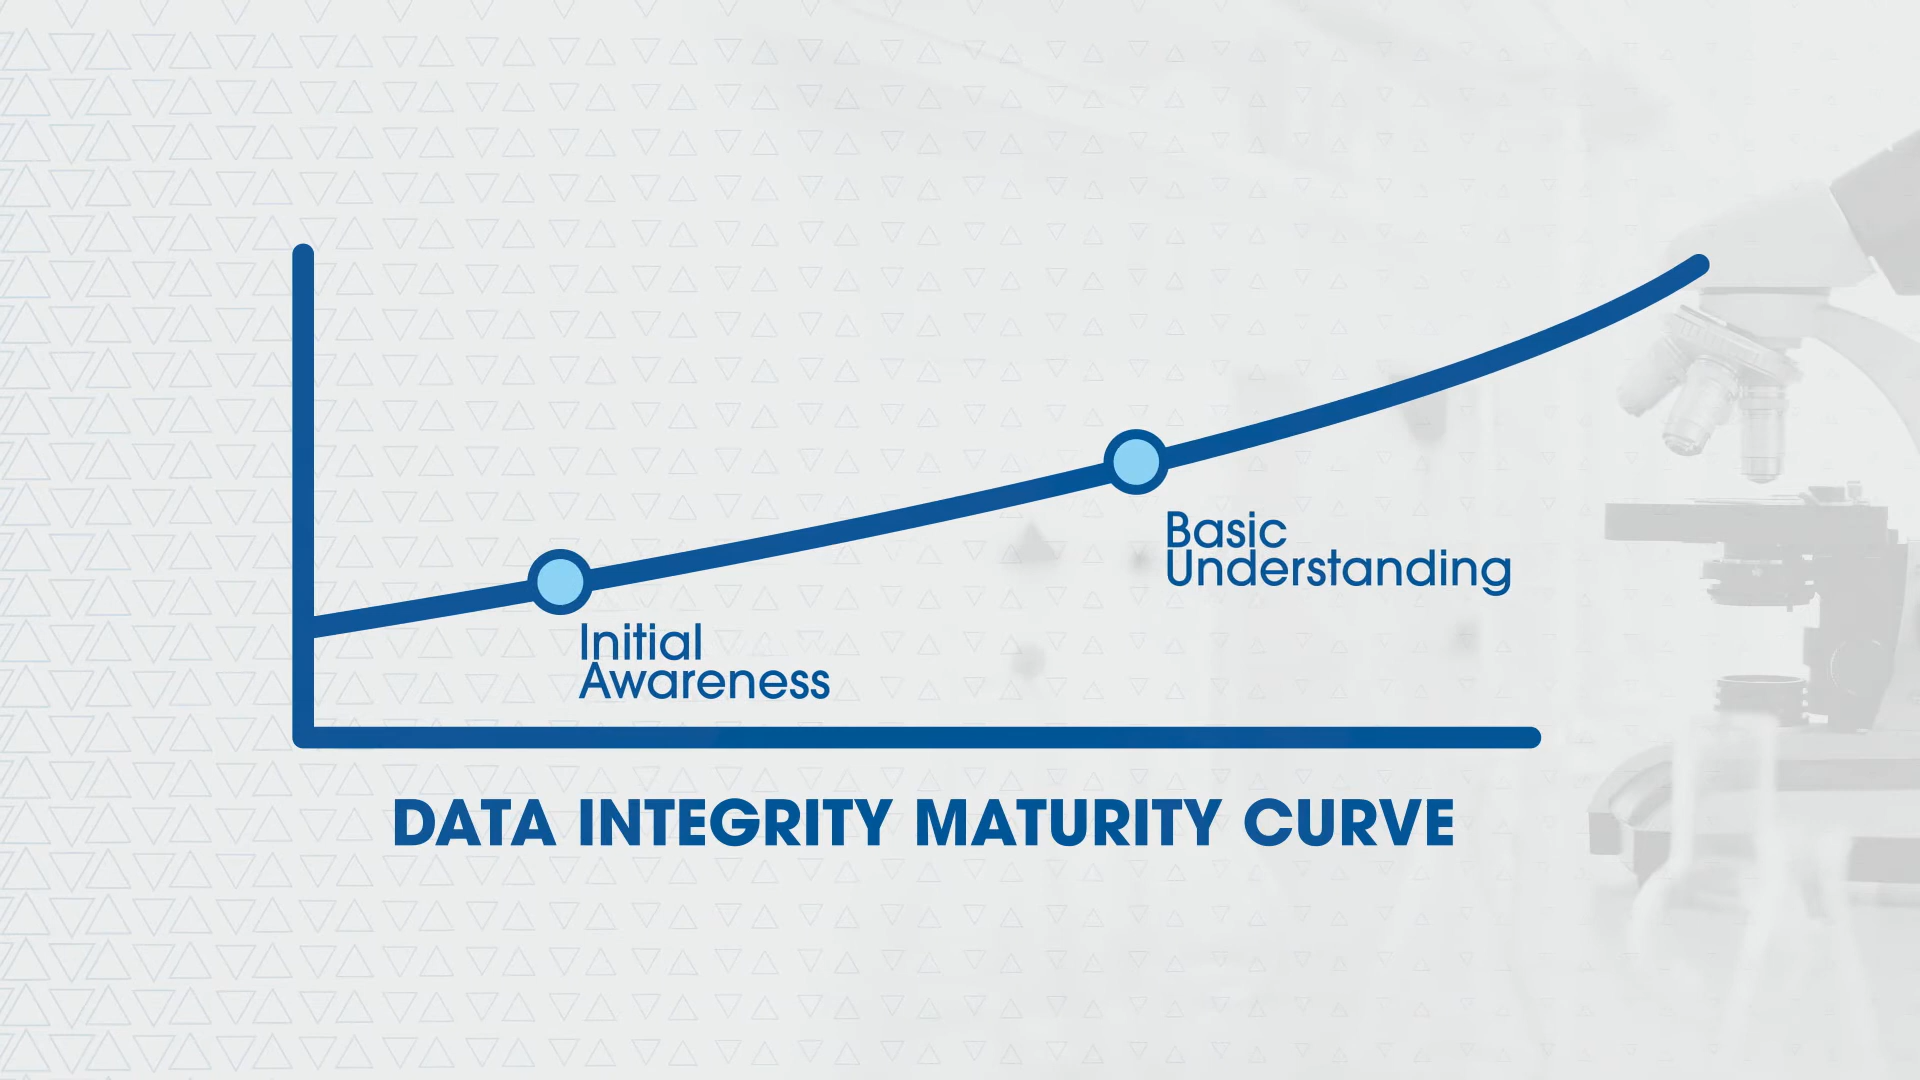 Basic
Understanding
Initial
Awareness
DATA INTEGRITY MATURITY CURVE